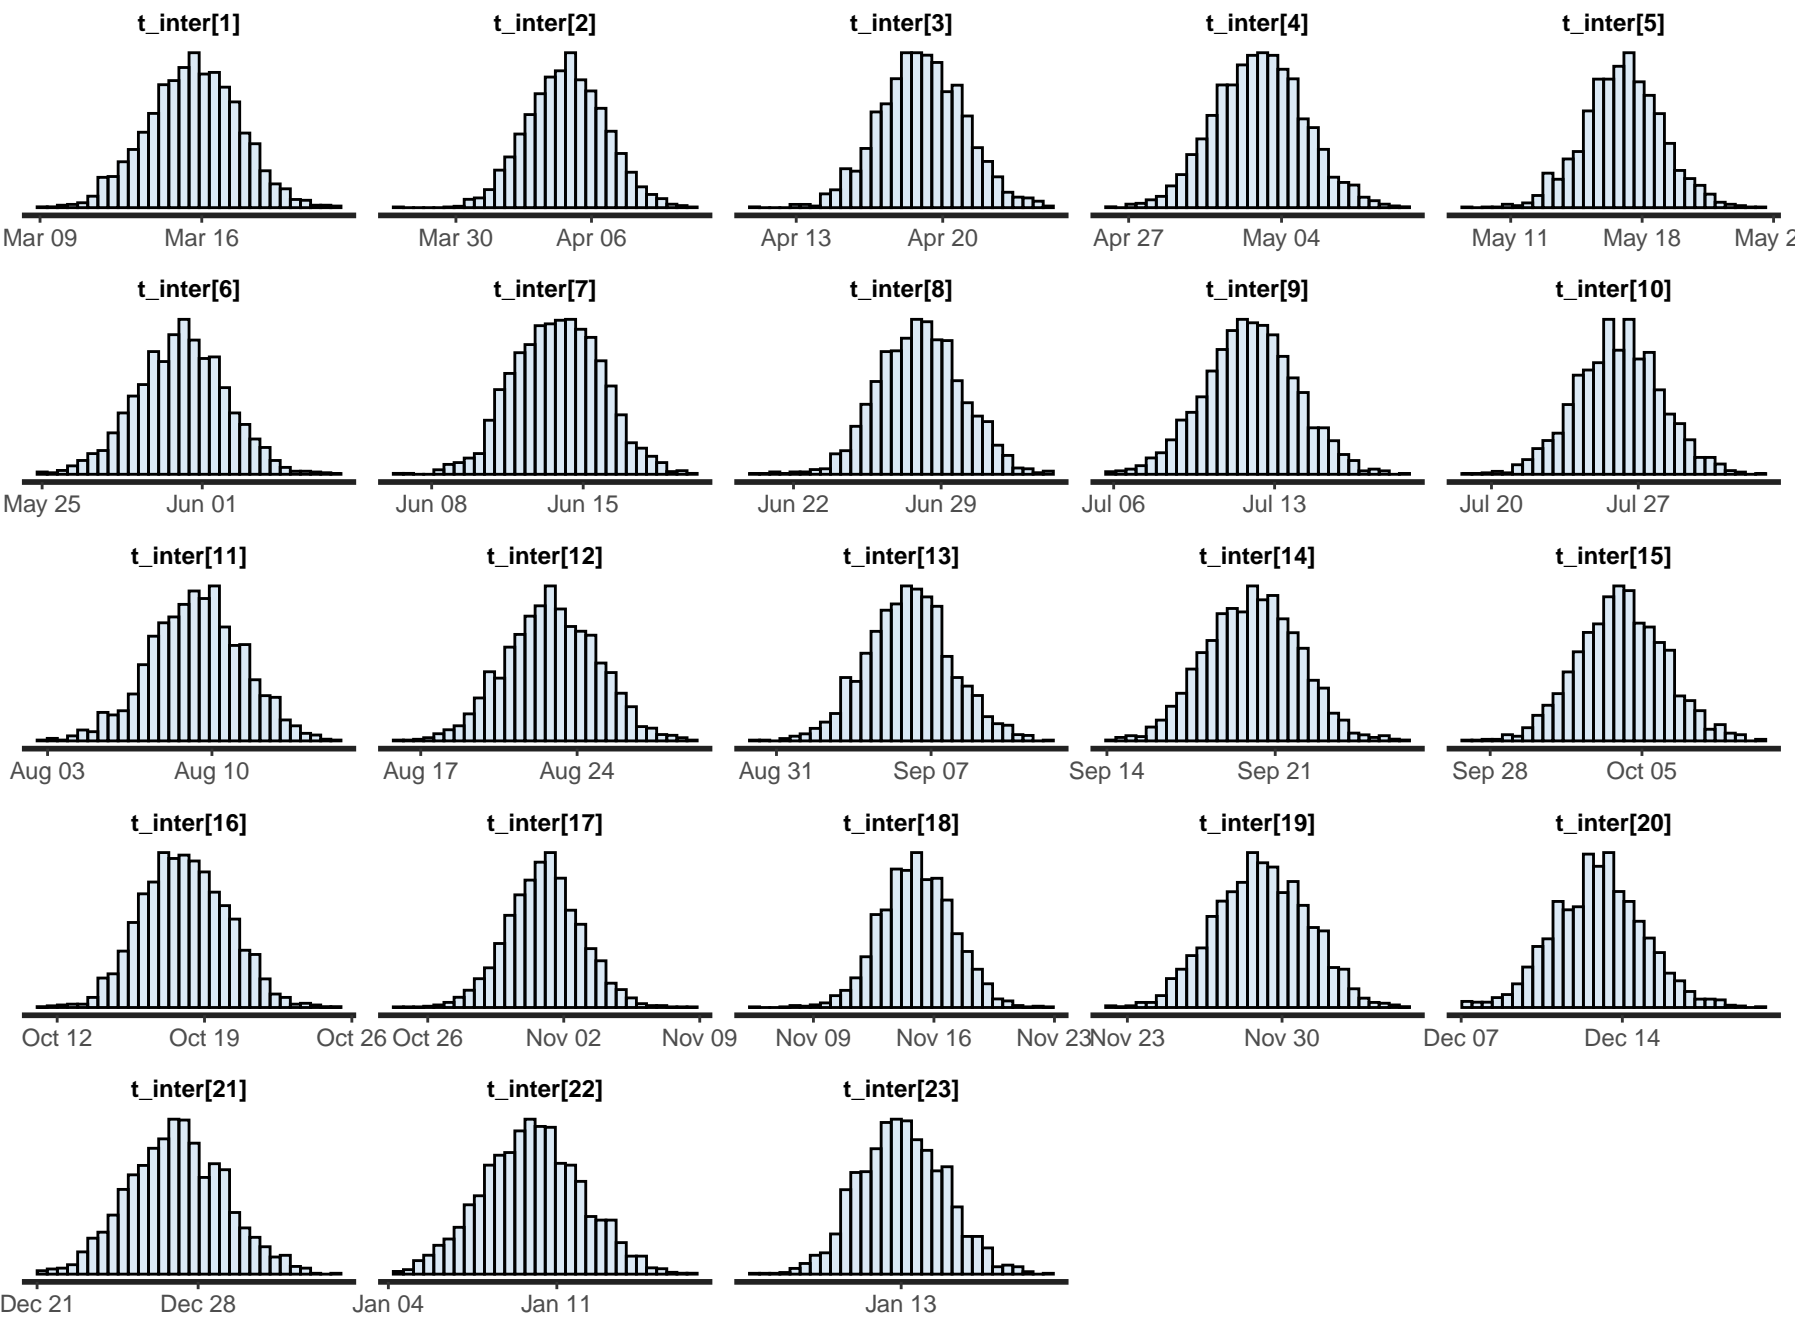 t_inter[1] t_inter[2] t_inter[3] t_inter[4] t_inter[5]
Mar 09 Mar 16 Mar 30 Apr 06 Apr 13 Apr 20 Apr 27 May 04 May 11 May 18 May 2
t_inter[6] t_inter[7] t_inter[8] t_inter[9] t_inter[10]
May 25 Jun 01 Jun 08 Jun 15 Jun 22 Jun 29 Jul 06 Jul 13 Jul 20 Jul 27
t_inter[11] t_inter[12] t_inter[13] t_inter[14] t_inter[15]
Aug 03 Aug 10 Aug 17 Aug 24 Aug 31 Sep 07 Sep 14 Sep 21 Sep 28 Oct 05
t_inter[16] t_inter[17] t_inter[18] t_inter[19] t_inter[20]
Oct 12 Oct 19 Oct 26 Oct 26 Nov 02 Nov 09 Nov 09 Nov 16 Nov 23 Nov 23 Nov 30 Dec 07 Dec 14
t_inter[21] t_inter[22] t_inter[23]
Dec 21 Dec 28 Jan 04 Jan 11 Jan 13